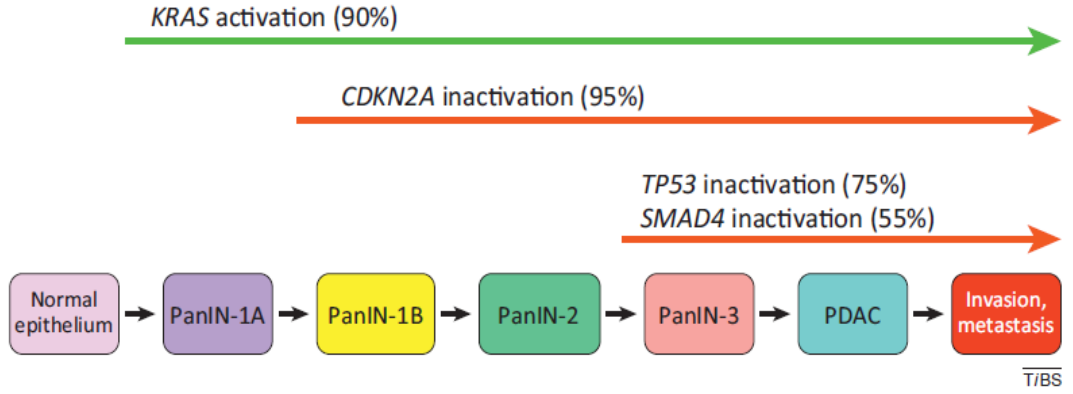 KRAS activation (90%)
CDKN2A inactivation (95%)
TP53 inactivation (75%)
SMAD4 inactivation (55%)
Normal
epithelium
PanIN-1A
PanIN-1B
PanIN-2
PanIN-3
PDAC
Invasion,
metastasis
TiBS